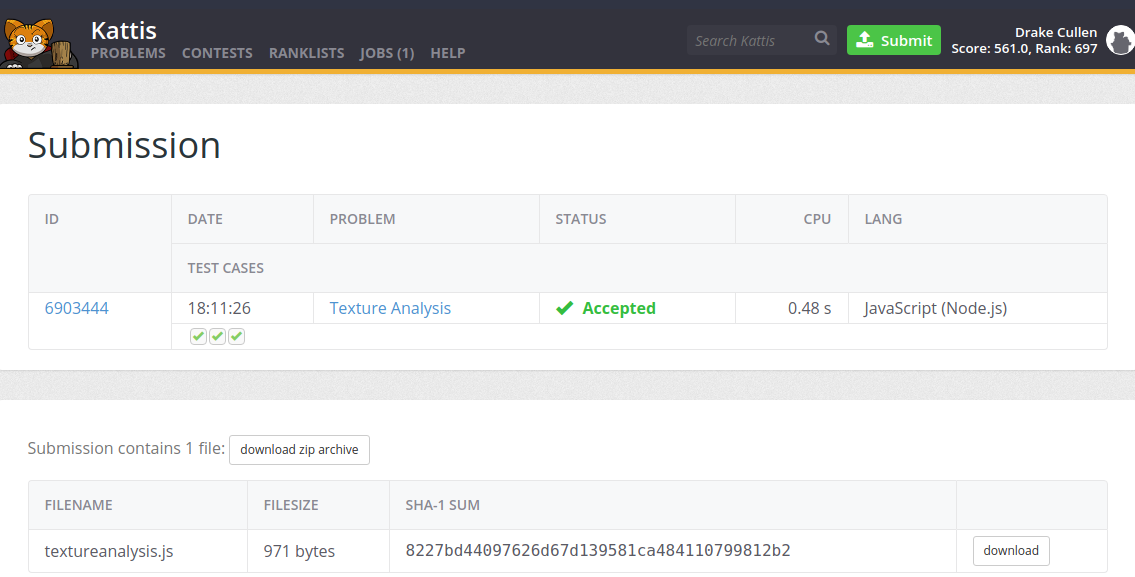 Kattis
PROBLEMS CONTESTS RANKLISTS JOBS (1) HELP
Search Kattis
Submit
Drake Cullen
Score: 561.0, Rank: 697
Submission
ID DATE PROBLEM STATUS CPU LANG
TEST CASES
6903444 18:11:26 Texture Analysis Accepted 0.48 s JavaScript (Node.js)
Submission contains 1 file: download zip archive
FILENAME FILESIZE SHA-1 SUM
textureanalysis.js 971 bytes 8227bd44097626d67d139581ca484110799812b2 download